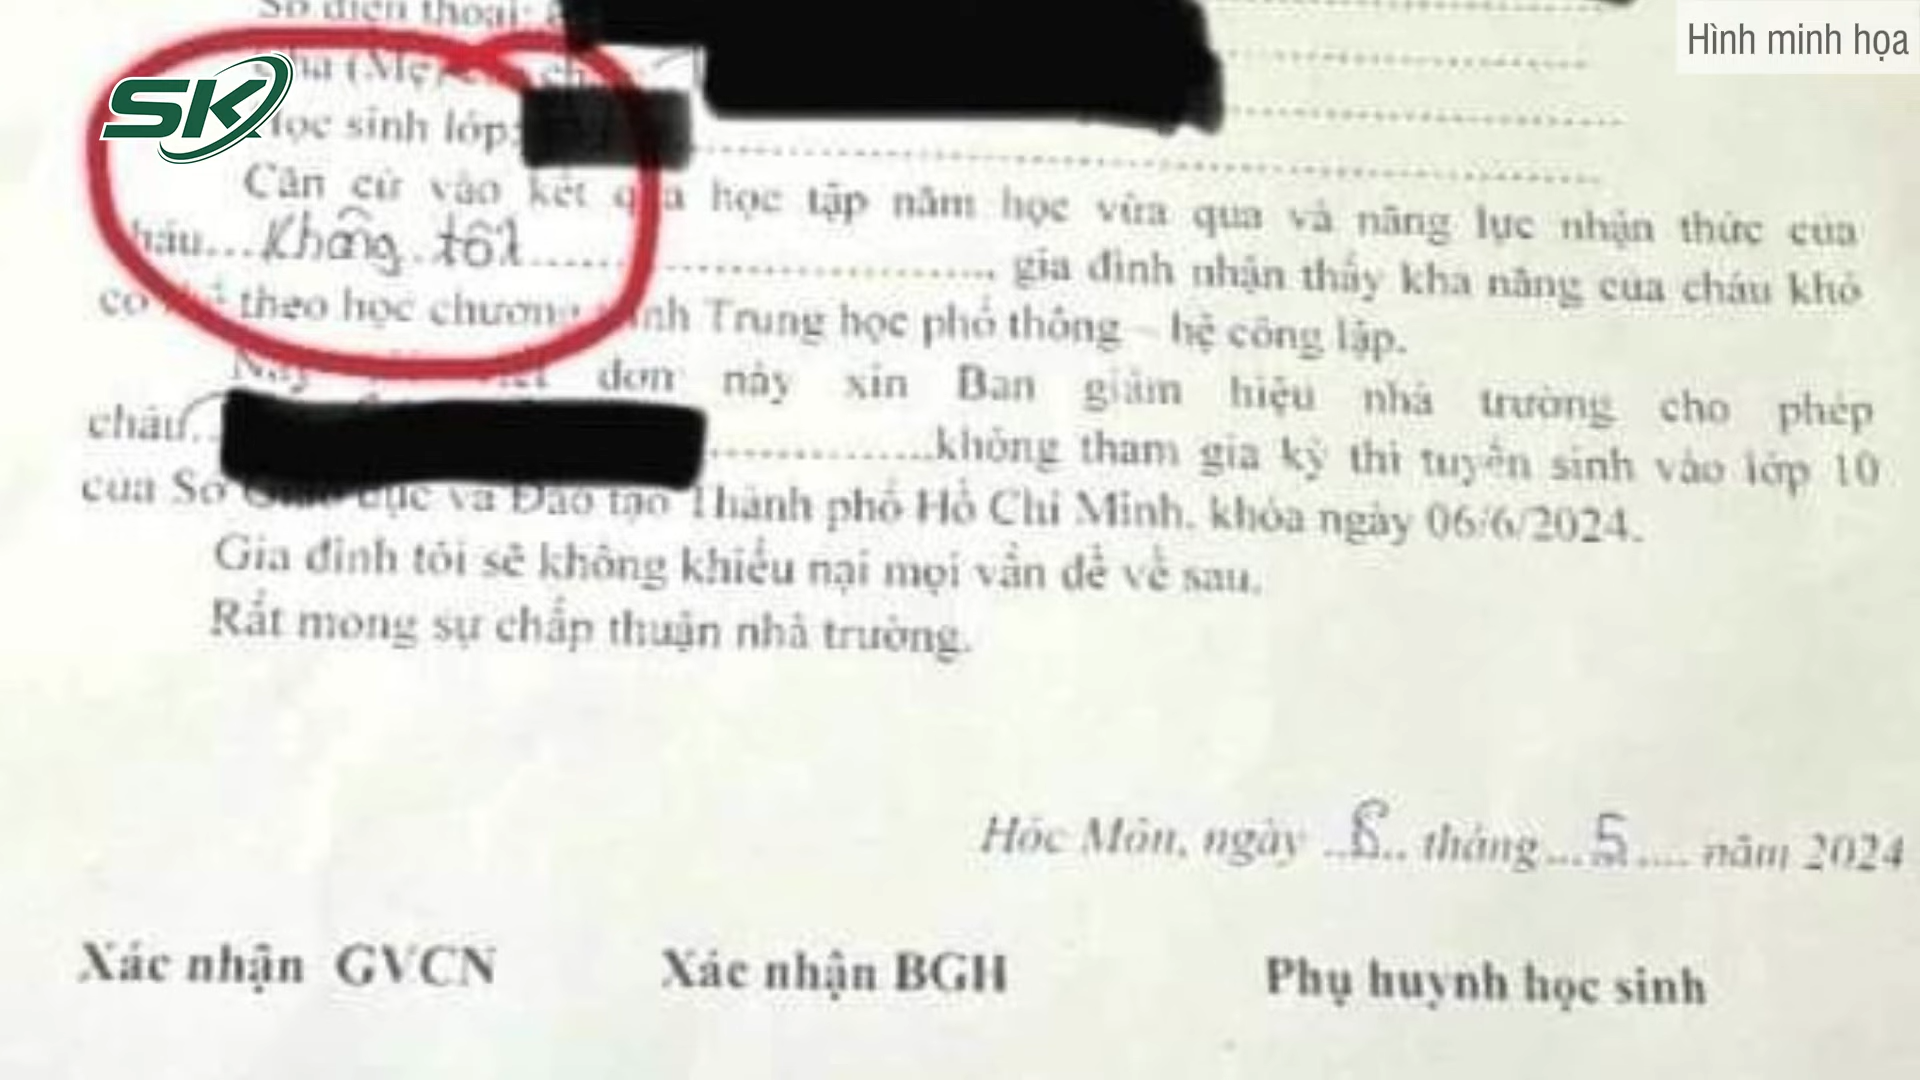 Hình minh họa
Số điện thoại:
Cha (Mẹ)
SK
Học sinh lớp:
Căn cứ vào kết quả học tập năm học vừa qua và năng lực nhận thức của
cháu...Không tốt....................................., gia đình nhận thấy khả năng của cháu khó
có thể theo học chương trình Trung học phổ thông – hệ công lập.
Nay viết đơn này xin Ban giám hiệu nhà trường cho phép
cháu.. .................không tham gia kỳ thi tuyển sinh vào lớp 10
của Sở Giáo dục và Đào tạo Thành phố Hồ Chí Minh, khóa ngày 06/6/2024.
Gia đình tôi sẽ không khiếu nại mọi vấn đề về sau.
Rất mong sự chấp thuận nhà trường.
Hóc Môn, ngày ... tháng ...5.... năm 2024
Xác nhận GVCN Xác nhận BGH Phụ huynh học sinh